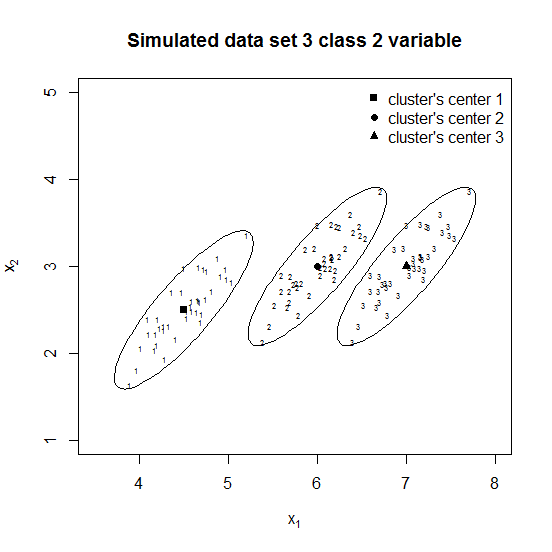 Simulated data set 3 class 2 variable
cluster's center 1
cluster's center 2
cluster's center 3
5
4
3
2
1
x₂
4 5 6 7 8
x₁